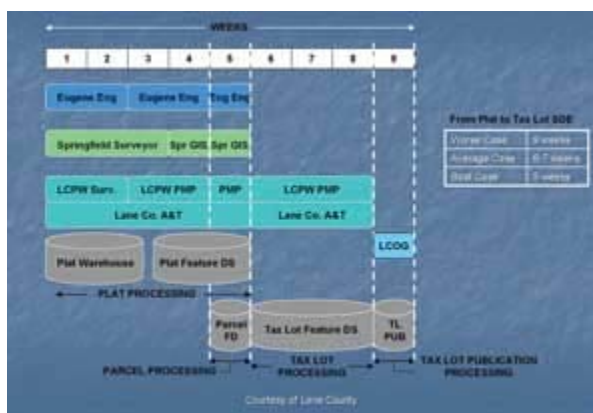 WEEKS
1 2 3 4 5 6 7 8 9
Eugene Eng Eugene Eng Eng Eng
From Plat to Tax Lot SDE
Worse Case 9 weeks
Average Case 6-7 weeks
Best Case 5 weeks
Springfield Surveyor Spr GIS Spr GIS
LCPW Surv. LCPW PMP PMP LCPW PMP
Lane Co. A&T Lane Co. A&T
LCOG
Plat Warehouse Plat Feature DS
PLAT PROCESSING
Parcel
FD
Tax Lot Feature DS
TL
PUB
PARCEL PROCESSING
TAX LOT
PROCESSING
TAX LOT PUBLICATION
PROCESSING
Courtesy of Lane County